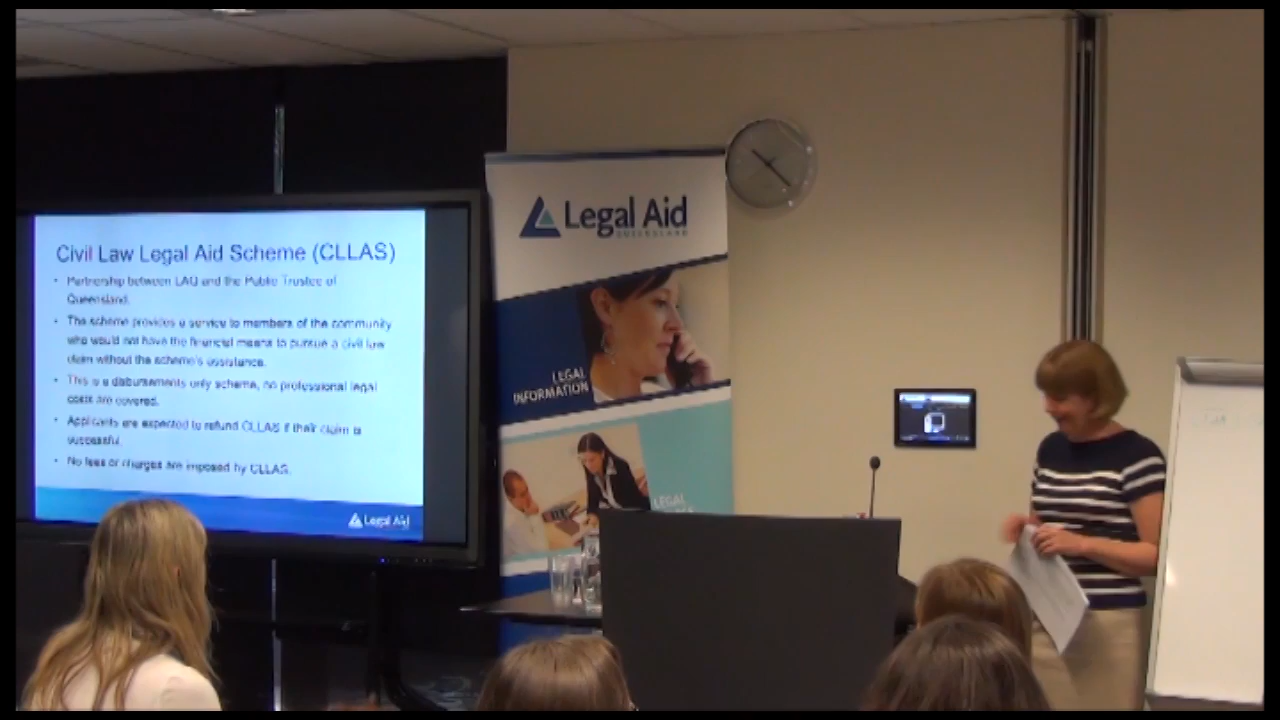 Civil Law Legal Aid Scheme (CLLAS)
• Partnership between LAQ and the Public Trustee of
Queensland.
• The scheme provides a service to members of the community
who would not have the financial means to pursue a civil law
claim without the scheme's assistance.
• This is a disbursements only scheme, no professional legal
costs are covered.
• Applicants are expected to refund CLLAS if their claim is
successful.
• No fees or charges are imposed by CLLAS.
Legal Aid
Legal Aid
QUEENSLAND
LEGAL
INFORMATION
LEGAL